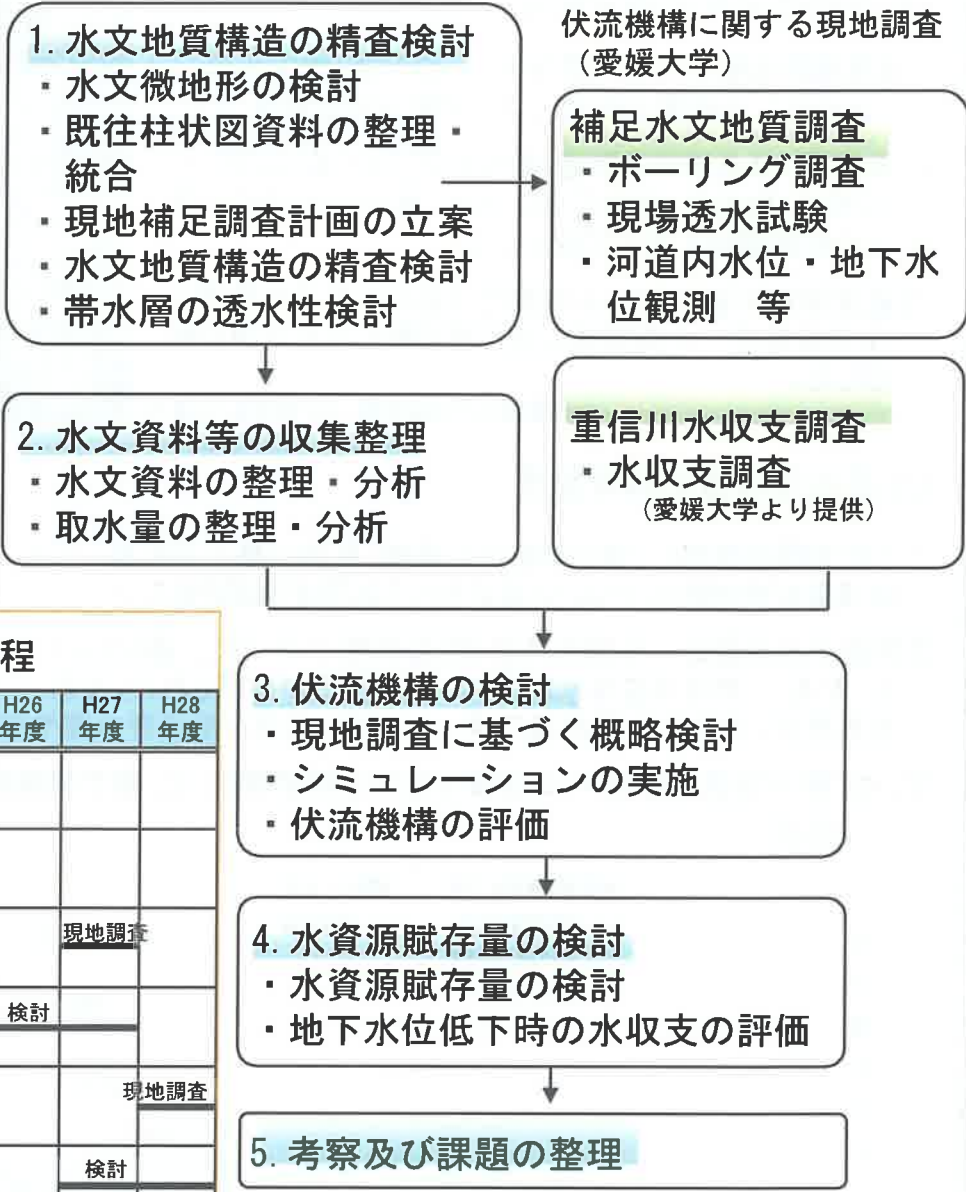 1. 水文地質構造の精査検討
・水文微地形の検討
・既往柱状図資料の整理・
統合
・現地補足調査計画の立案
・水文地質構造の精査検討
・帯水層の透水性検討
伏流機構に関する現地調査
（愛媛大学）
補足水文地質調査
・ボーリング調査
・現場透水試験
・河道内水位・地下水
位観測　等
2. 水文資料等の収集整理
・水文資料の整理・分析
・取水量の整理・分析
重信川水収支調査
・水収支調査
（愛媛大学より提供）
3. 伏流機構の検討
・現地調査に基づく概略検討
・シミュレーションの実施
・伏流機構の評価
4. 水資源賦存量の検討
・水資源賦存量の検討
・地下水位低下時の水収支の評価
5. 考察及び課題の整理
程
H26
年度
H27
年度
H28
年度
現地調査
検討
現地調査
検討